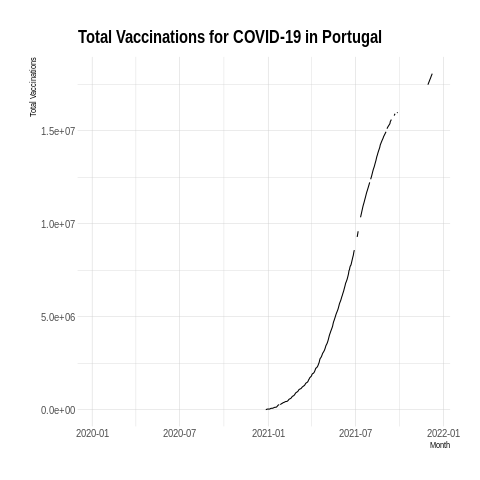 Total Vaccinations for COVID-19 in Portugal
Total Vaccinations
1.5e+07
1.0e+07
5.0e+06
0.0e+00
2020-01 2020-07 2021-01 2021-07 2022-01
Month